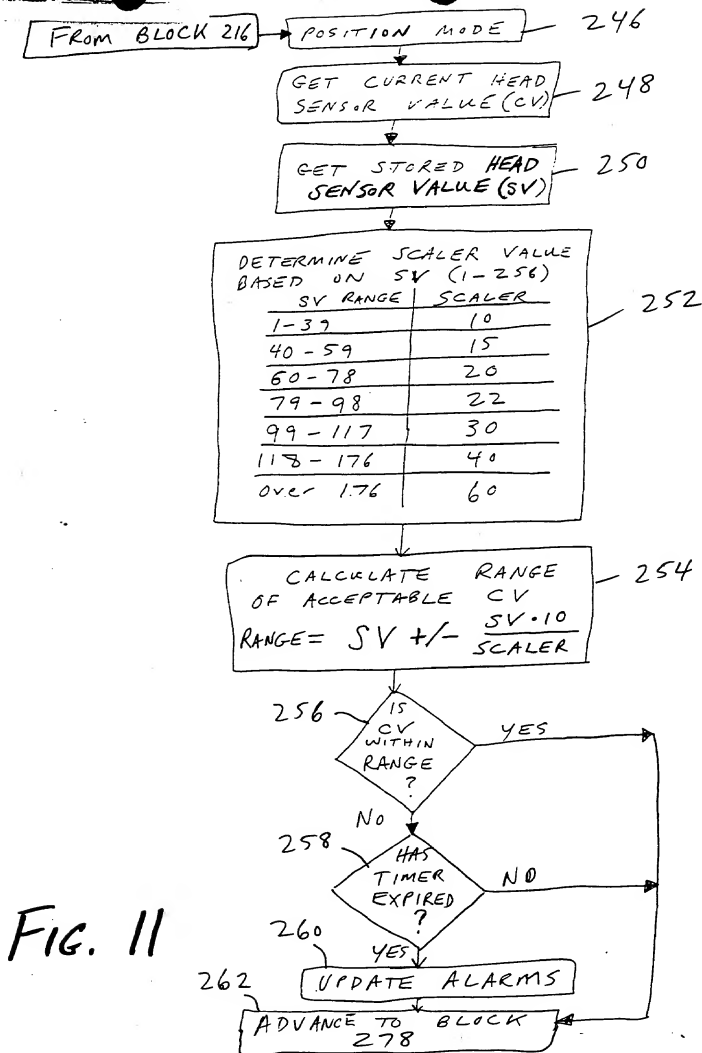 FROM BLOCK 216
POSITION MODE
246
GET CURRENT HEAD
SENSOR VALUE (CV)
248
GET STORED HEAD
SENSOR VALUE (SV)
250
DETERMINE SCALER VALUE
BASED ON SV (1-256)
SV RANGE SCALER
1-39 10
40-59 15
60-78 20
79-98 22
99-117 30
118-176 40
over 176 60
252
CALCULATE RANGE
OF ACCEPTABLE CV
RANGE = SV +/- SV·10
SCALER
254
256
IS
CV
WITHIN
RANGE
?
YES
NO
258
HAS
TIMER
EXPIRED
?
NO
YES
260
UPDATE ALARMS
262
ADVANCE TO BLOCK
278
FIG. 11